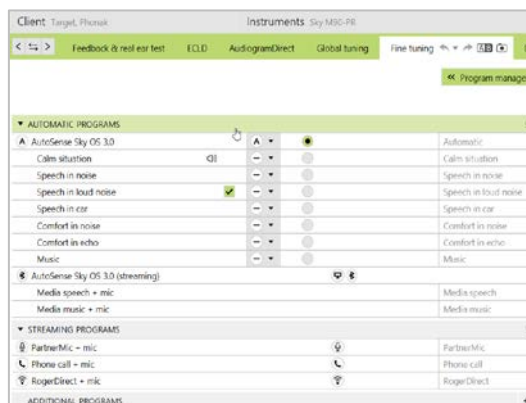 Client Target, Phonak Instruments Sky M90-PR
Feedback & real ear test ECLD AudiogramDirect Global tuning Fine tuning
Program manage
AUTOMATIC PROGRAMS
A AutoSense Sky OS 3.0 A Automatic
Calm situation Calm situation
Speech in noise Speech in noise
Speech in loud noise Speech in loud noise
Speech in car Speech in car
Comfort in noise Comfort in noise
Comfort in echo Comfort in echo
Music Music
AutoSense Sky OS 3.0 (streaming)
Media speech + mic Media speech
Media music + mic Media music
STREAMING PROGRAMS
PartnerMic + mic PartnerMic
Phone call + mic Phone call
RogerDirect + mic RogerDirect
ADDITIONAL PROGRAMS